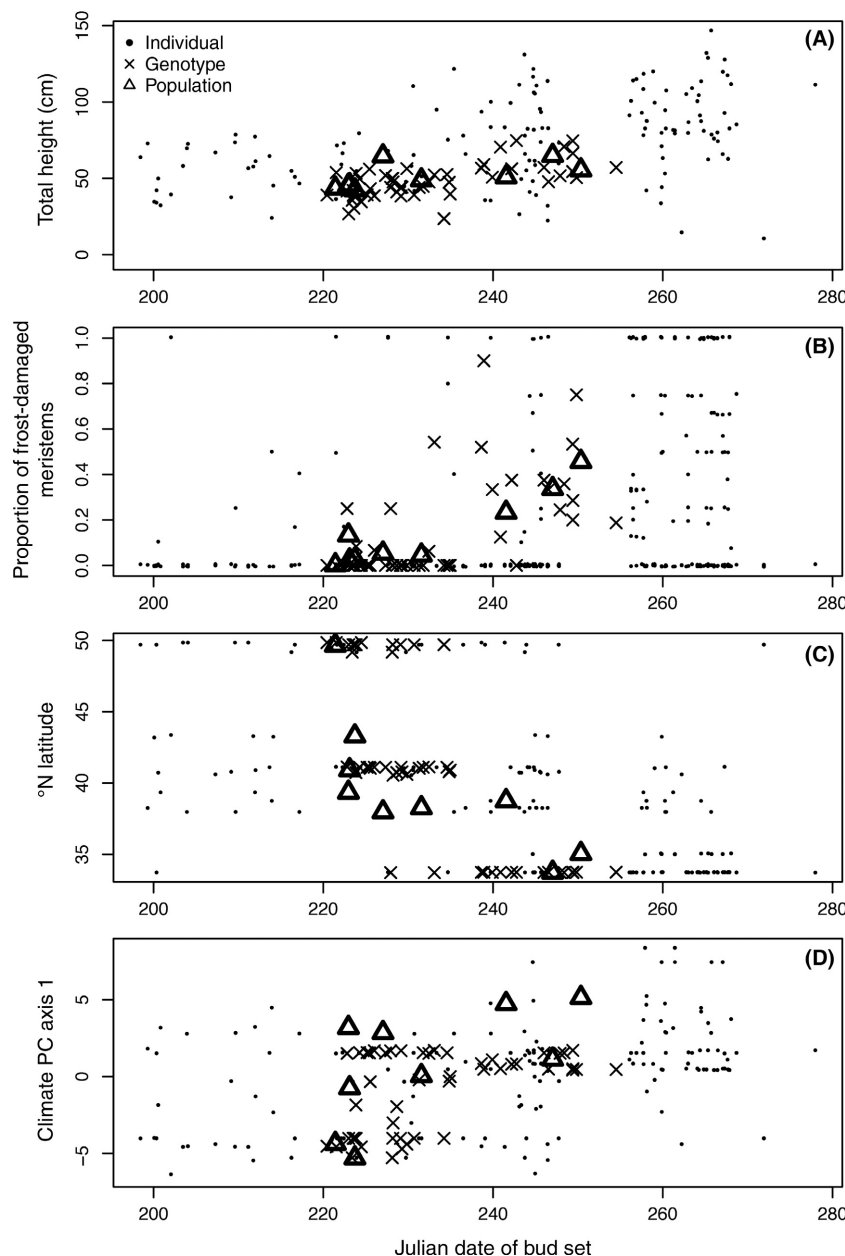 (A)
Individual
Genotype
Population
Total height (cm)
150
100
50
0
200 220 240 260 280
(B)
Proportion of frost-damaged
meristems
1.0
0.8
0.6
0.4
0.2
0.0
200 220 240 260 280
(C)
°N latitude
50
45
40
35
200 220 240 260 280
(D)
Climate PC axis 1
5
0
−5
200 220 240 260 280
Julian date of bud set